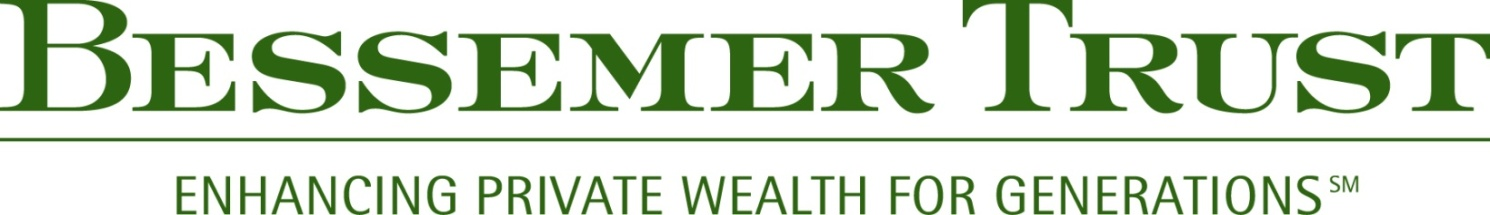 BESSEMER TRUST
ENHANCING PRIVATE WEALTH FOR GENERATIONS℠